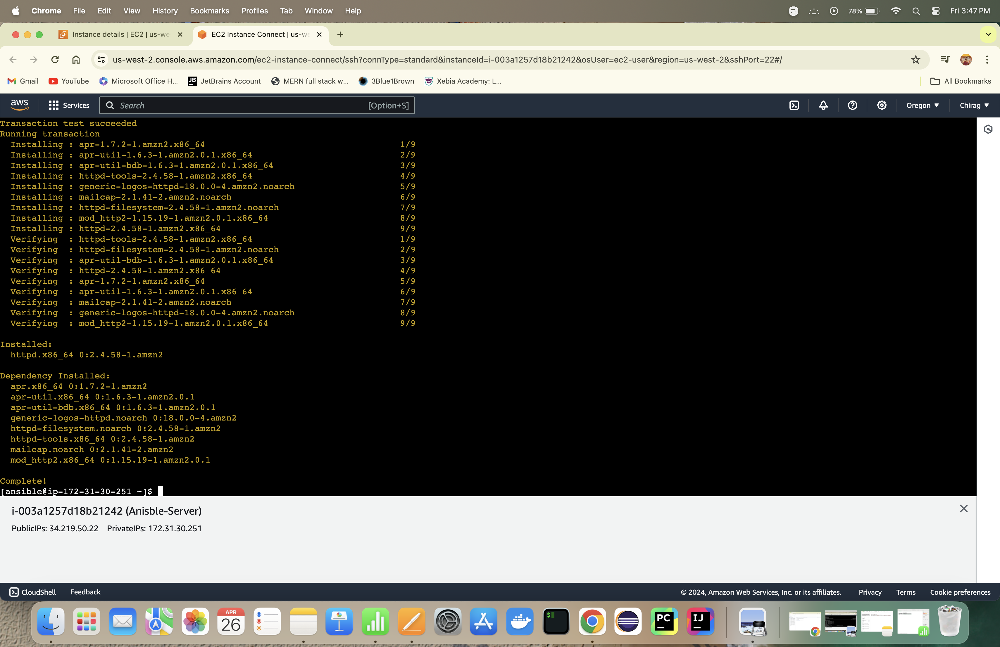 Chrome File Edit View History Bookmarks Profiles Tab Window Help 78% Fri 3:47 PM
Instance details | EC2 | us-we EC2 Instance Connect | us-we
us-west-2.console.aws.amazon.com/ec2-instance-connect/ssh?connType=standard&instanceId=i-003a1257d18b21242&osUser=ec2-user&region=us-west-2&sshPort=22#/
Gmail YouTube Microsoft Office H... JB JetBrains Account MERN full stack w... 3Blue1Brown Xebia Academy: L... All Bookmarks
aws Services Search [Option+S] Oregon Chirag
Transaction test succeeded
Running transaction
Installing : apr-1.7.2-1.amzn2.x86_64 1/9
Installing : apr-util-1.6.3-1.amzn2.0.1.x86_64 2/9
Installing : apr-util-bdb-1.6.3-1.amzn2.0.1.x86_64 3/9
Installing : httpd-tools-2.4.58-1.amzn2.x86_64 4/9
Installing : generic-logos-httpd-18.0.0-4.amzn2.noarch 5/9
Installing : mailcap-2.1.41-2.amzn2.noarch 6/9
Installing : httpd-filesystem-2.4.58-1.amzn2.noarch 7/9
Installing : mod_http2-1.15.19-1.amzn2.0.1.x86_64 8/9
Installing : httpd-2.4.58-1.amzn2.x86_64 9/9
Verifying : httpd-tools-2.4.58-1.amzn2.x86_64 1/9
Verifying : httpd-filesystem-2.4.58-1.amzn2.noarch 2/9
Verifying : apr-util-bdb-1.6.3-1.amzn2.0.1.x86_64 3/9
Verifying : httpd-2.4.58-1.amzn2.x86_64 4/9
Verifying : apr-1.7.2-1.amzn2.x86_64 5/9
Verifying : apr-util-1.6.3-1.amzn2.0.1.x86_64 6/9
Verifying : mailcap-2.1.41-2.amzn2.noarch 7/9
Verifying : generic-logos-httpd-18.0.0-4.amzn2.noarch 8/9
Verifying : mod_http2-1.15.19-1.amzn2.0.1.x86_64 9/9
Installed:
httpd.x86_64 0:2.4.58-1.amzn2
Dependency Installed:
apr.x86_64 0:1.7.2-1.amzn2
apr-util.x86_64 0:1.6.3-1.amzn2.0.1
apr-util-bdb.x86_64 0:1.6.3-1.amzn2.0.1
generic-logos-httpd.noarch 0:18.0.0-4.amzn2
httpd-filesystem.noarch 0:2.4.58-1.amzn2
httpd-tools.x86_64 0:2.4.58-1.amzn2
mailcap.noarch 0:2.1.41-2.amzn2
mod_http2.x86_64 0:1.15.19-1.amzn2.0.1
Complete!
[ansible@ip-172-31-30-251 ~]$
i-003a1257d18b21242 (Anisble-Server)
PublicIPs: 34.219.50.22 PrivateIPs: 172.31.30.251
CloudShell Feedback © 2024, Amazon Web Services, Inc. or its affiliates. Privacy Terms Cookie preferences
APR
26
$
PC
IJ